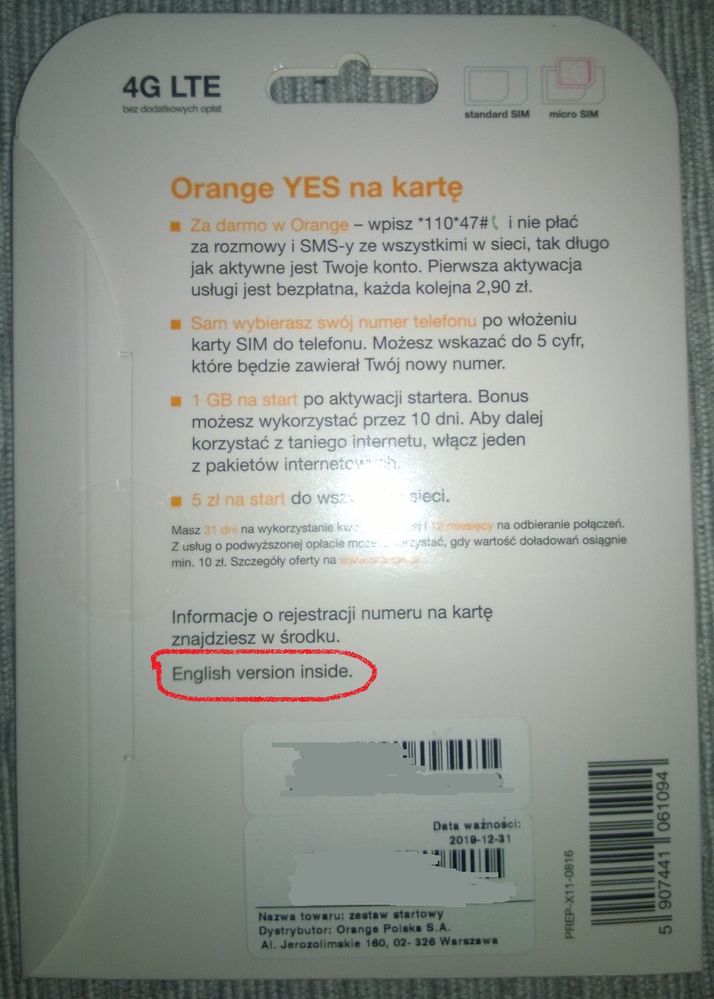 4G LTE
bez dodatkowych opłat
standard SIM
micro SIM
Orange YES na kartę
Za darmo w Orange – wpisz *110*47# i nie płać
za rozmowy i SMS-y ze wszystkimi w sieci, tak długo
jak aktywne jest Twoje konto. Pierwsza aktywacja
usługi jest bezpłatna, każda kolejna 2,90 zł.
Sam wybierasz swój numer telefonu po włożeniu
karty SIM do telefonu. Możesz wskazać do 5 cyfr,
które będzie zawierał Twój nowy numer.
1 GB na start po aktywacji startera. Bonus
możesz wykorzystać przez 10 dni. Aby dalej
korzystać z taniego internetu, włącz jeden
z pakietów internetowych.
5 zł na start do sieci.
Masz 31 dni na wykorzystanie i 12 miesięcy na odbieranie połączeń.
Z usług o podwyższonej opłacie gdy wartość doładowań osiągnie
min. 10 zł. Szczegóły oferty na www.orange.pl
Informacje o rejestracji numeru na kartę
znajdziesz w środku.
English version inside.
Data ważności:
2019-12-31
Nazwa towaru: zestaw startowy
Dystrybutor: Orange Polska S.A.
Al. Jerozolimskie 160, 02- 326 Warszawa
PREP-X11-0816
5 907441 061094